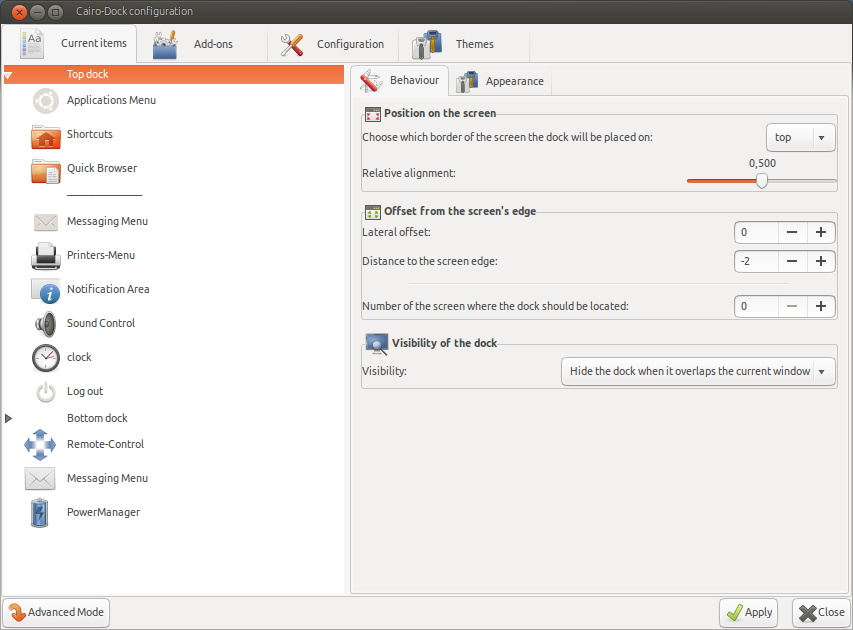 Cairo-Dock configuration
Current items
Add-ons
Configuration
Themes
Top dock
Applications Menu
Shortcuts
Quick Browser
Messaging Menu
Printers-Menu
Notification Area
Sound Control
clock
Log out
Bottom dock
Remote-Control
Messaging Menu
PowerManager
Behaviour
Appearance
Position on the screen
Choose which border of the screen the dock will be placed on:
top
Relative alignment:
0,500
Offset from the screen's edge
Lateral offset:
0
Distance to the screen edge:
-2
Number of the screen where the dock should be located:
0
Visibility of the dock
Visibility:
Hide the dock when it overlaps the current window
Advanced Mode
Apply
Close